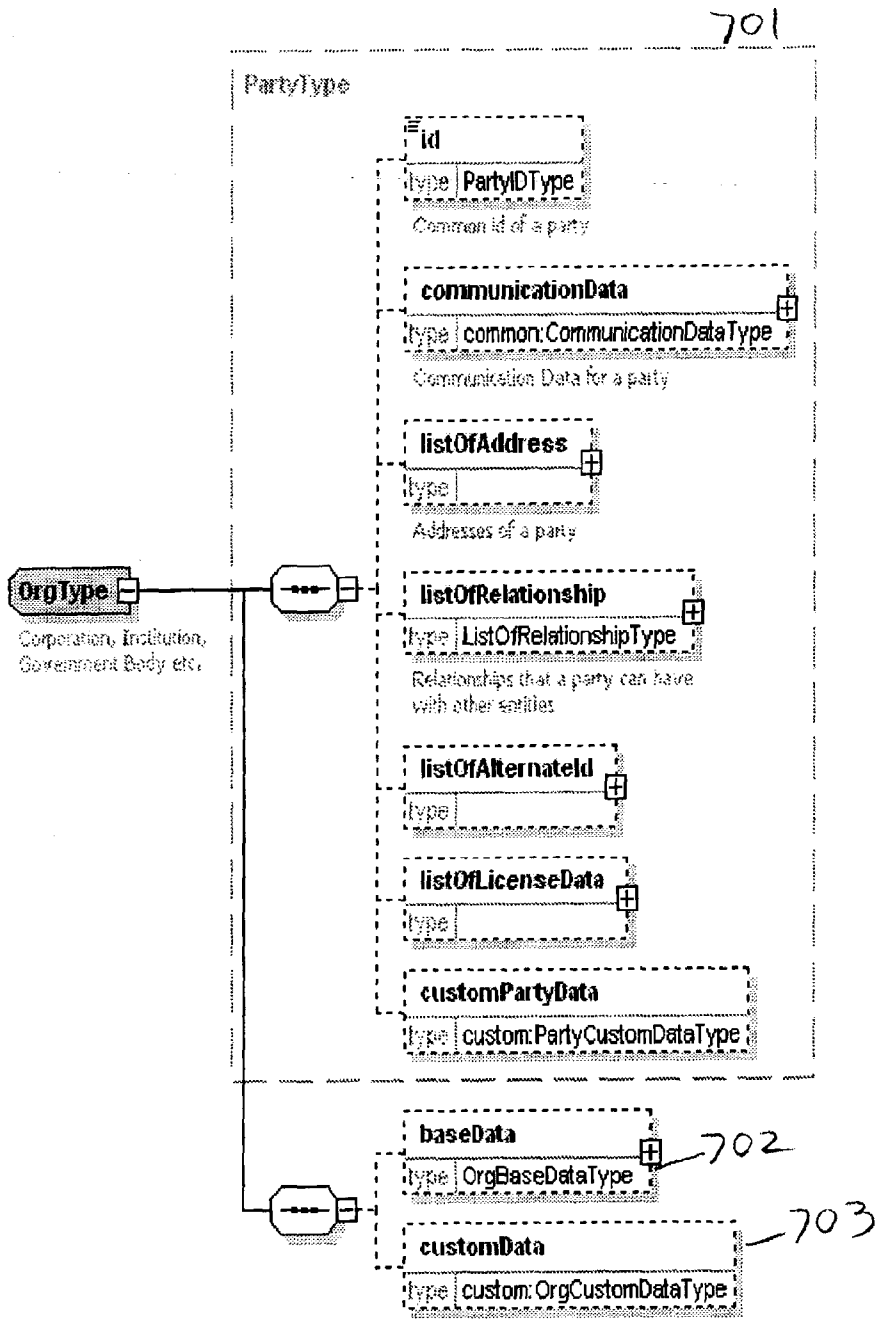 701
PartyType
id
type PartyIDType
Common id of a party
communicationData
type common:CommunicationDataType
Communication Data for a party
listOfAddress
type
Addresses of a party
OrgType
Corporation, Institution,
Government Body etc.
listOfRelationship
type ListOfRelationshipType
Relationships that a party can have
with other entities
listOfAlternateId
type
listOfLicenseData
type
customPartyData
type custom:PartyCustomDataType
baseData
type OrgBaseDataType
702
customData
type custom:OrgCustomDataType
703